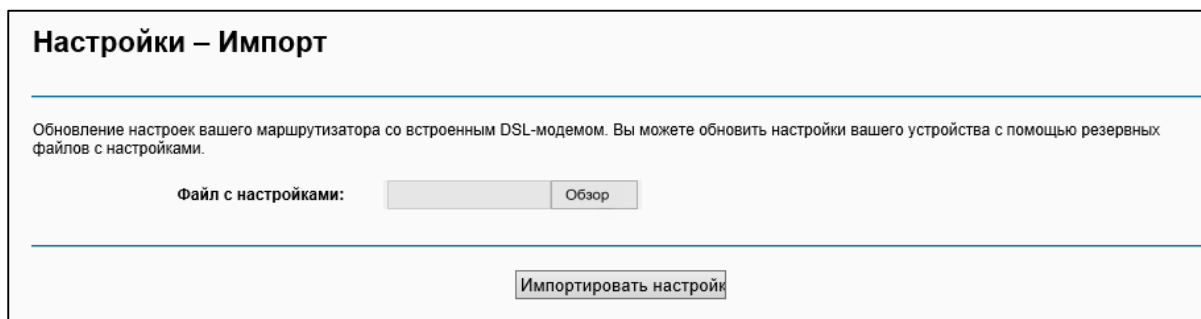 Настройки – Импорт
Обновление настроек вашего маршрутизатора со встроенным DSL-модемом. Вы можете обновить настройки вашего устройства с помощью резервных
файлов с настройками.
Файл с настройками: Обзор
Импортировать настройк